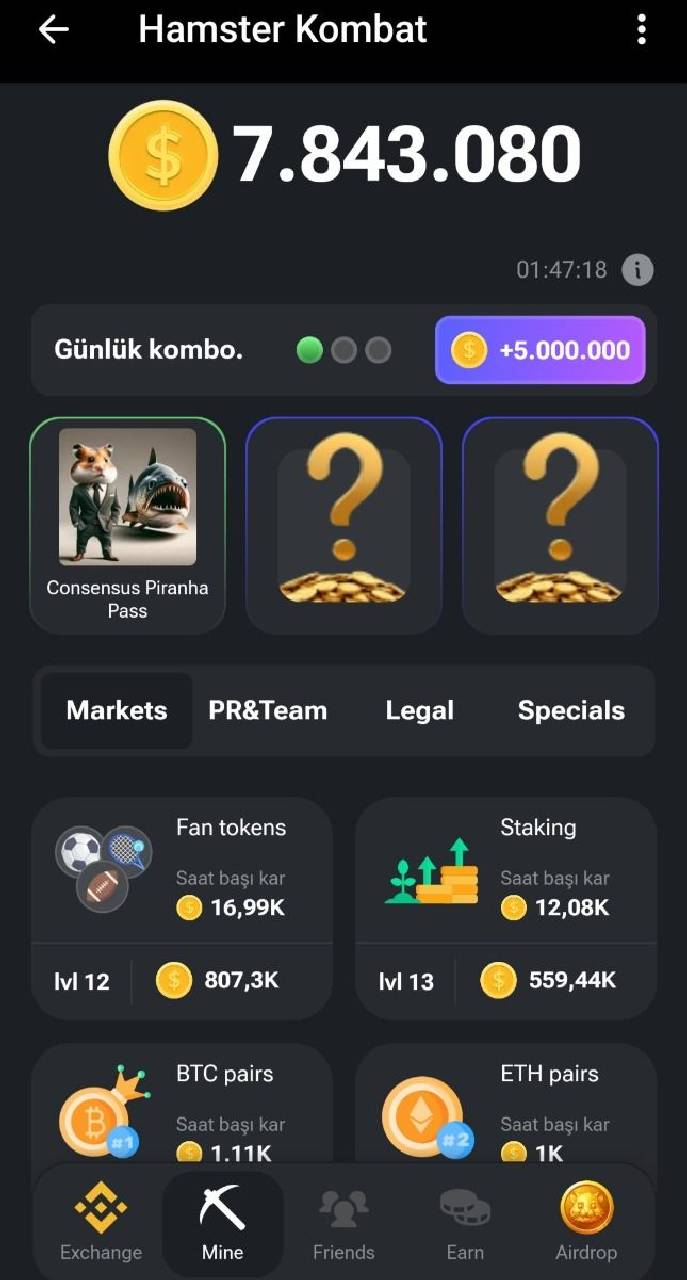 Hamster Kombat
$ 7.843.080
01:47:18 i
Günlük kombo.
$ +5.000.000
Consensus Piranha
Pass
?
?
Markets PR&Team Legal Specials
Fan tokens
Saat başı kar
$ 16,99K
lvl 12 $ 807,3K
Staking
Saat başı kar
$ 12,08K
lvl 13 $ 559,44K
BTC pairs
Saat başı kar
$ 1.11K
#1
ETH pairs
Saat başı kar
$ 1K
#2
Exchange Mine Friends Earn Airdrop